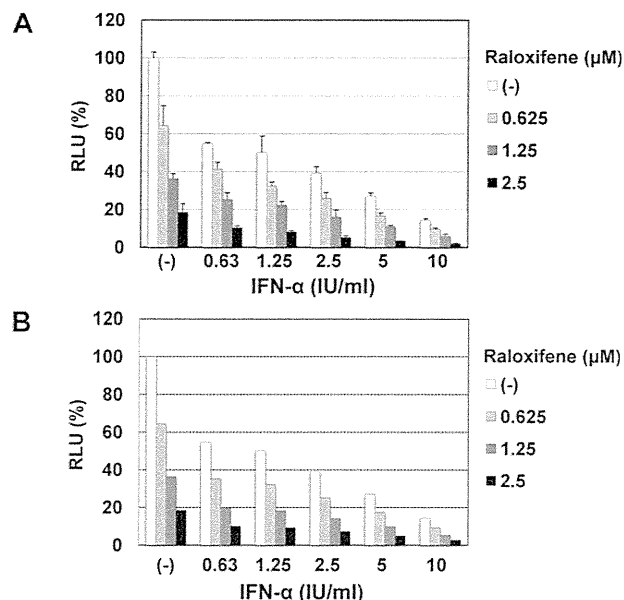 A
120
100
80
60
40
20
0
RLU (%)
(-) 0.63 1.25 2.5 5 10
IFN-α (IU/ml)
Raloxifene (µM)
(-)
0.625
1.25
2.5
B
120
100
80
60
40
20
0
RLU (%)
(-) 0.63 1.25 2.5 5 10
IFN-α (IU/ml)
Raloxifene (µM)
(-)
0.625
1.25
2.5